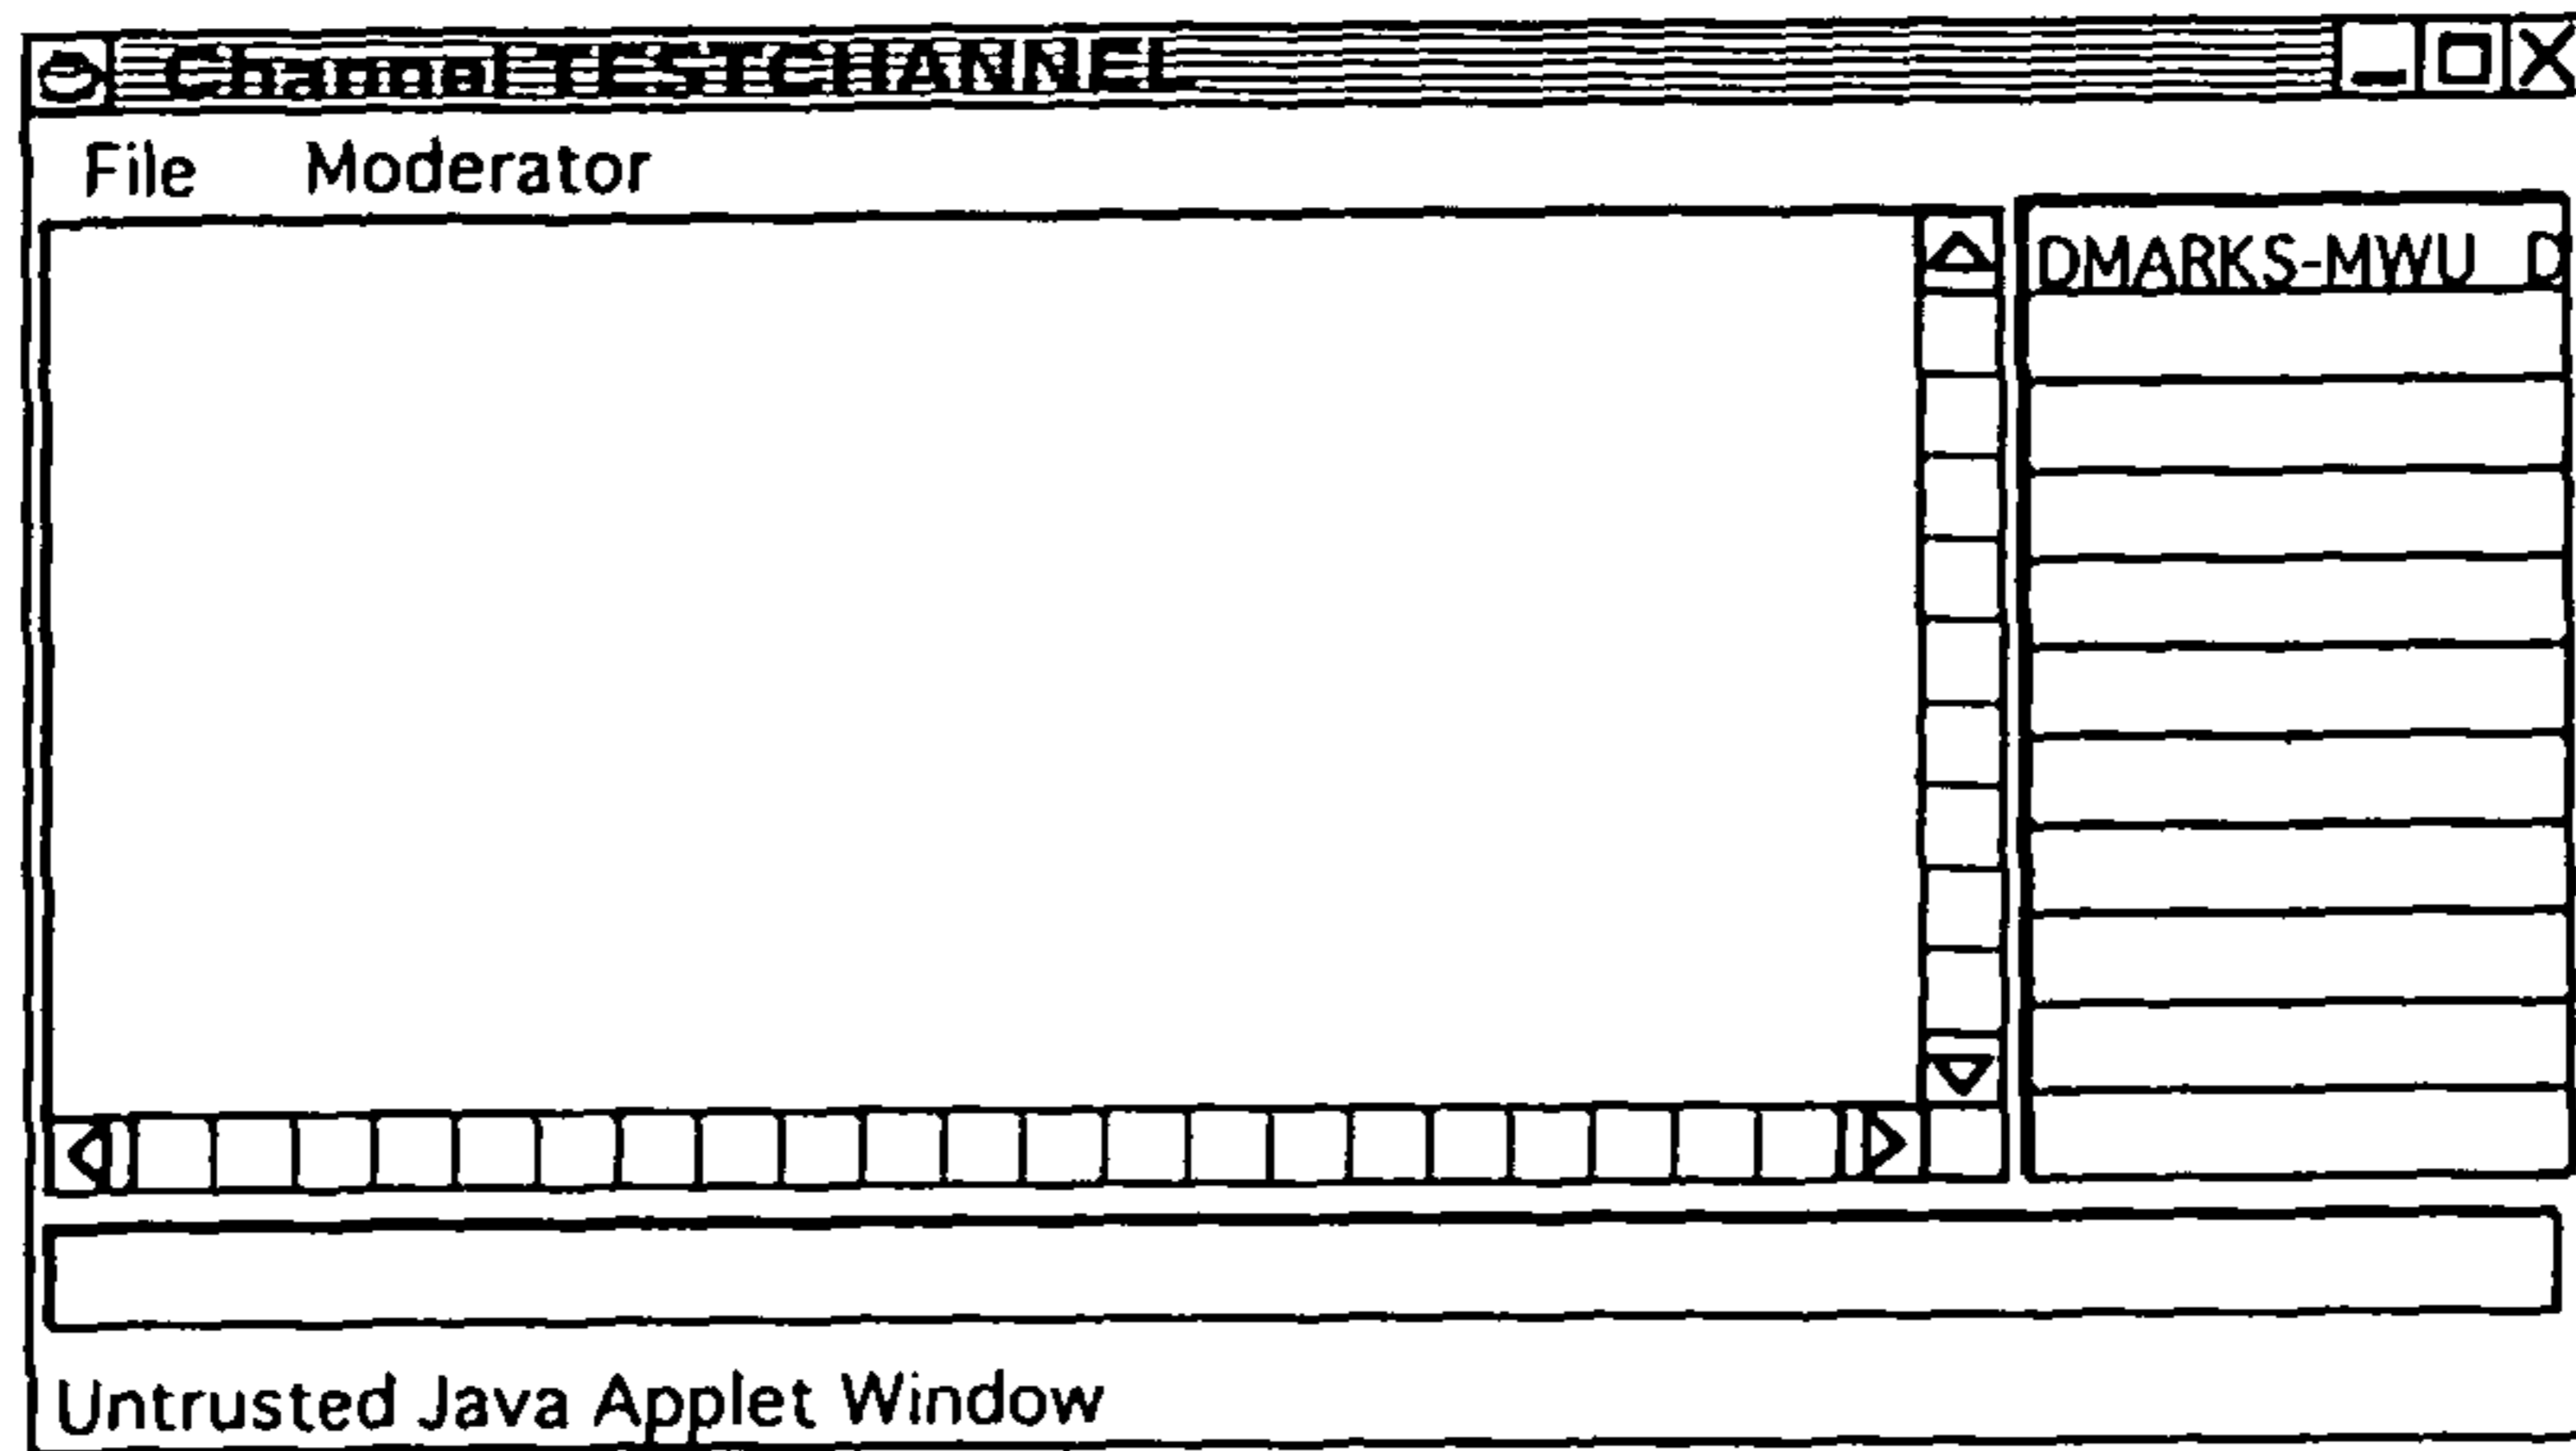 Channel TESTCHANNEL
File Moderator
DMARKS-MWU D
Untrusted Java Applet Window